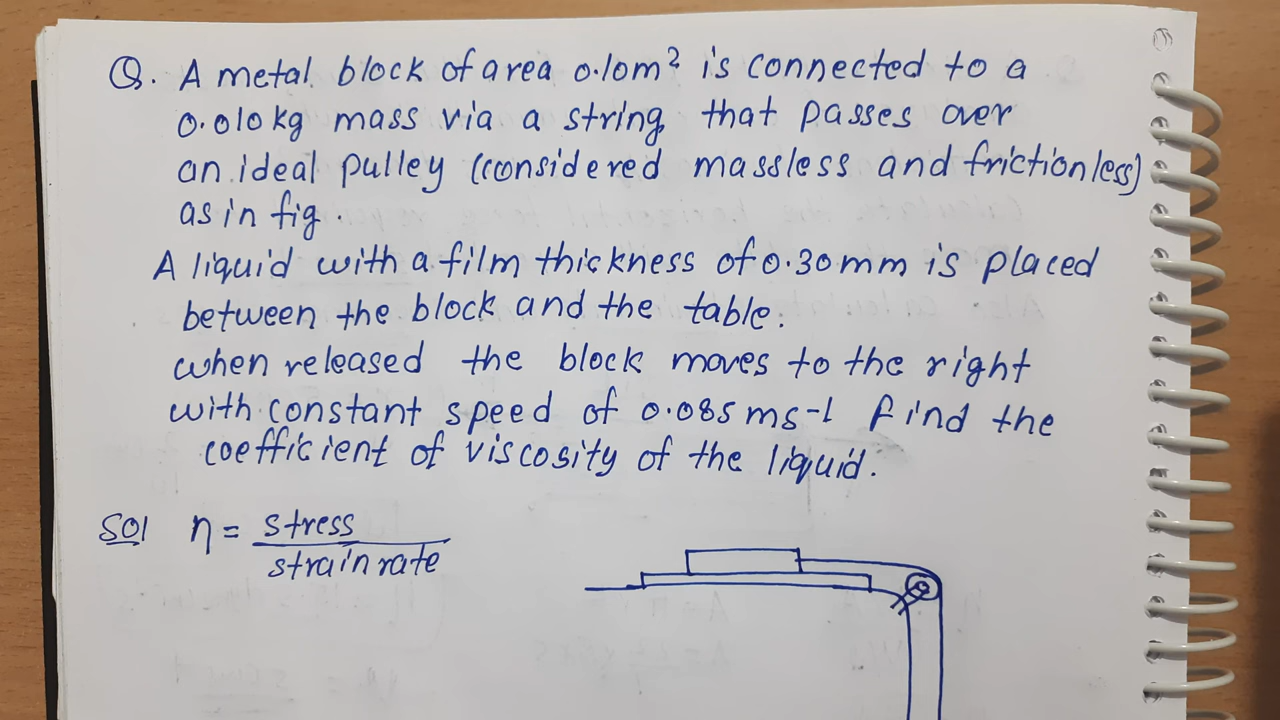 Q. A metal block of area 0.10m² is connected to a
0.010 kg mass via a string that passes over
an ideal pulley (considered massless and frictionless)
as in fig.
A liquid with a film thickness of 0.30mm is placed
between the block and the table.
when released the block moves to the right
with constant speed of 0.085 ms-1 find the
coefficient of viscosity of the liquid.
Sol η = stress
strain rate